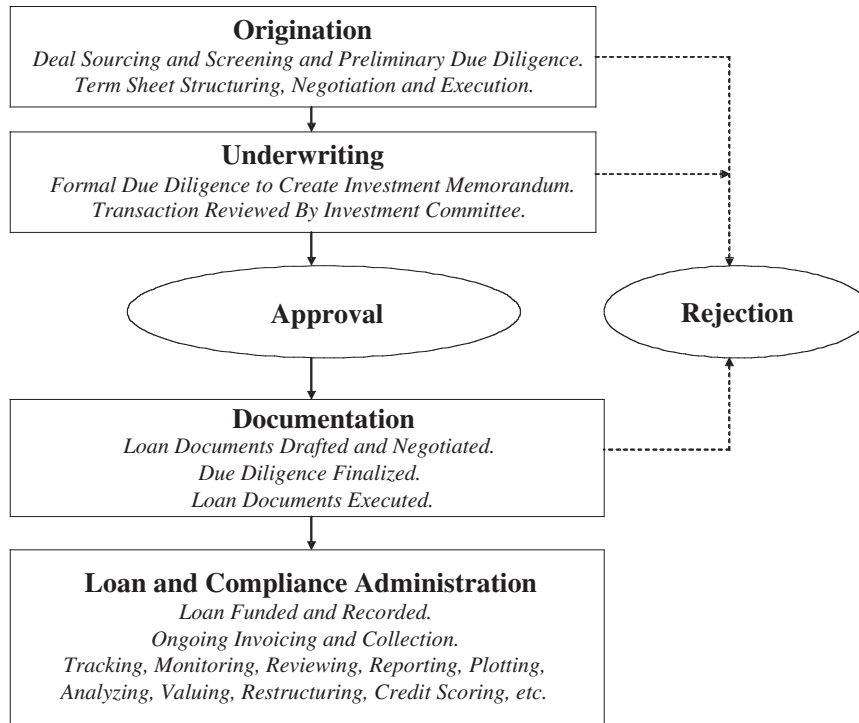 Origination
Deal Sourcing and Screening and Preliminary Due Diligence.
Term Sheet Structuring, Negotiation and Execution.
Underwriting
Formal Due Diligence to Create Investment Memorandum.
Transaction Reviewed By Investment Committee.
Approval
Rejection
Documentation
Loan Documents Drafted and Negotiated.
Due Diligence Finalized.
Loan Documents Executed.
Loan and Compliance Administration
Loan Funded and Recorded.
Ongoing Invoicing and Collection.
Tracking, Monitoring, Reviewing, Reporting, Plotting,
Analyzing, Valuing, Restructuring, Credit Scoring, etc.